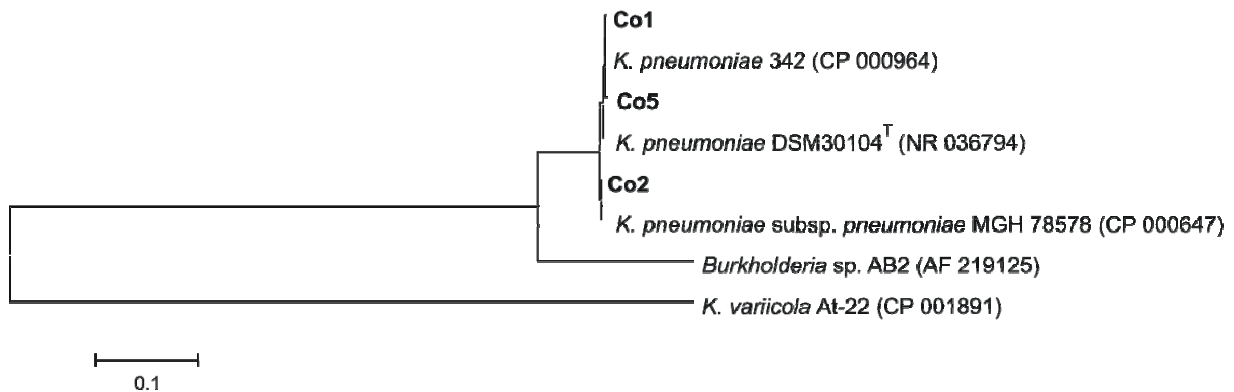 Co1
K. pneumoniae 342 (CP 000964)
Co5
K. pneumoniae DSM30104T (NR 036794)
Co2
K. pneumoniae subsp. pneumoniae MGH 78578 (CP 000647)
Burkholderia sp. AB2 (AF 219125)
K. variicola At-22 (CP 001891)
0.1